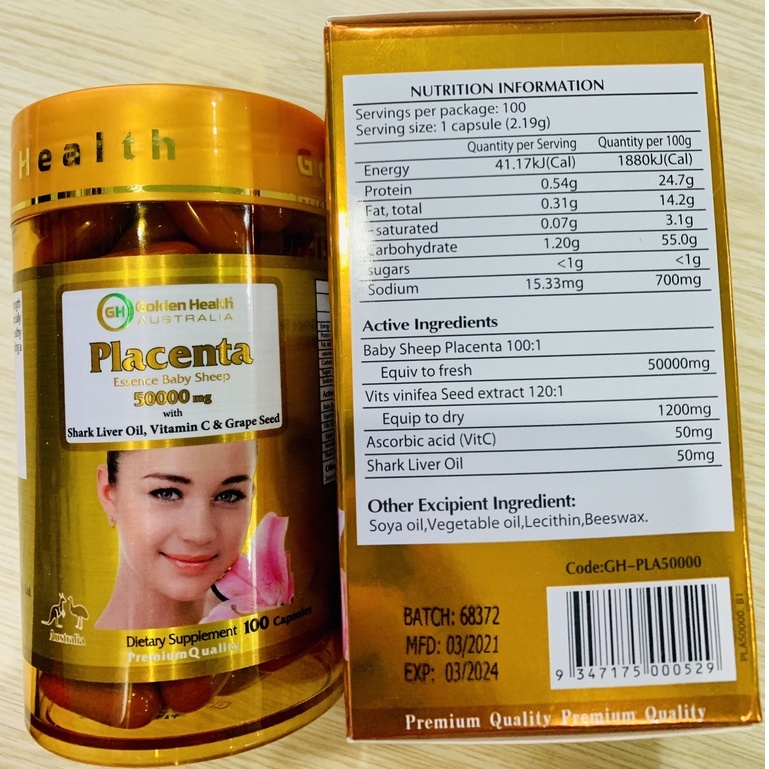 Health
G
GH
Golden Health
AUSTRALIA
Placenta
Essence Baby Sheep
50000 mg
with
Shark Liver Oil, Vitamin C & Grape Seed
Australia
Dietary Supplement 100 Capsules
Premium Quality
NUTRITION INFORMATION
Servings per package: 100
Serving size: 1 capsule (2.19g)
Quantity per Serving Quantity per 100g
Energy 41.17kJ(Cal) 1880kJ(Cal)
Protein 0.54g 24.7g
Fat, total 0.31g 14.2g
-saturated 0.07g 3.1g
Carbohydrate 1.20g 55.0g
sugars <1g <1g
Sodium 15.33mg 700mg
Active Ingredients
Baby Sheep Placenta 100:1
Equiv to fresh 50000mg
Vits vinifea Seed extract 120:1
Equip to dry 1200mg
Ascorbic acid (VitC) 50mg
Shark Liver Oil 50mg
Other Excipient Ingredient:
Soya oil,Vegetable oil,Lecithin,Beeswax.
Code:GH-PLA50000
BATCH: 68372
MFD: 03/2021
EXP: 03/2024
9 347175 000529
PLA50000_B1
Premium Quality Premium Quality